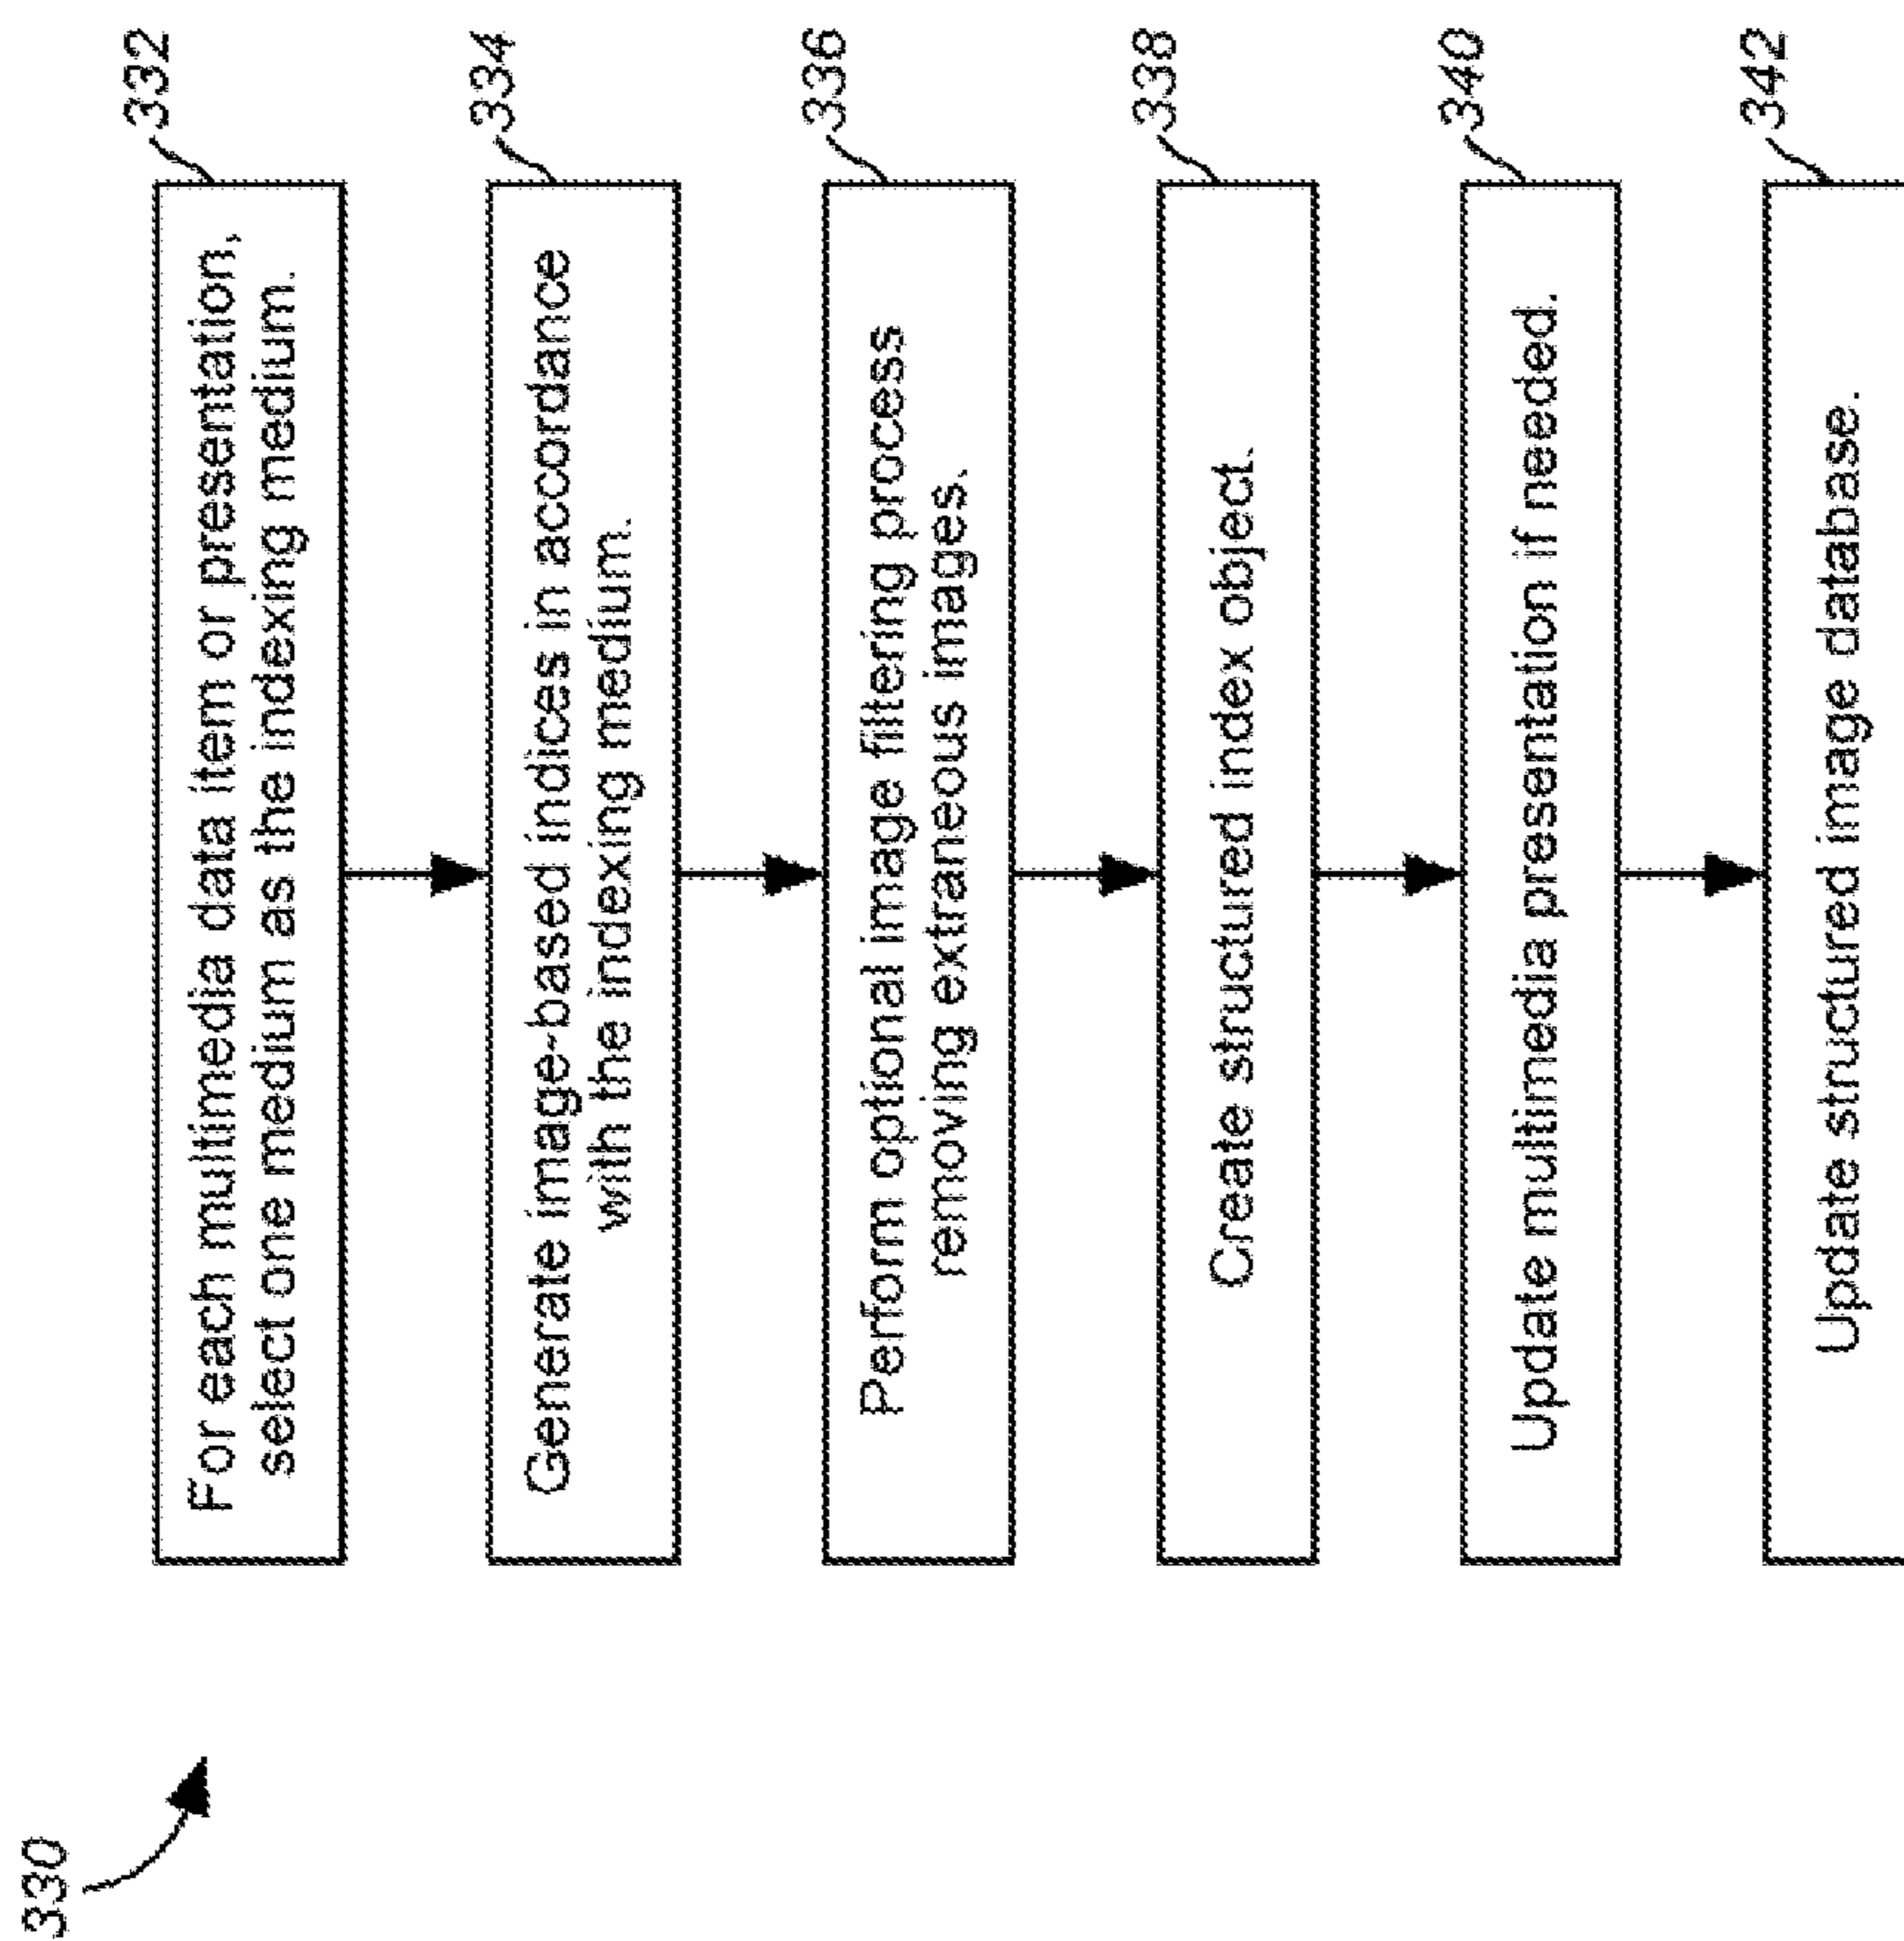 330
332
For each multimedia data item or presentation,
select one medium as the indexing medium.
334
Generate image-based indices in accordance
with the indexing medium.
336
Perform optional image filtering process
removing extraneous images.
338
Create structured index object.
340
Update multimedia presentation if needed.
342
Update structured image database.